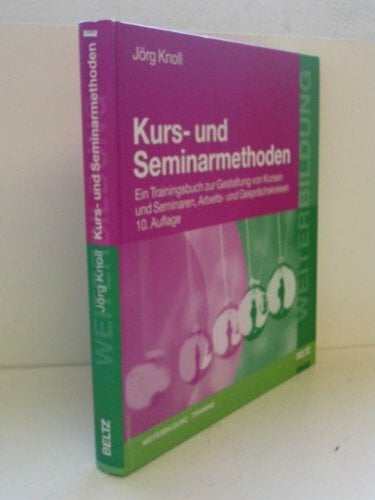 Jörg Knoll
Kurs- und
Seminarmethoden
Ein Trainingsbuch zur Gestaltung von Kursen
und Seminaren, Arbeits- und Gesprächskreisen
10. Auflage
WEITERBILDUNG
BELTZ
WEITERBILDUNG · TRAINING
Jörg Knoll Kurs- und Seminarmethoden
WEITER
BELTZ